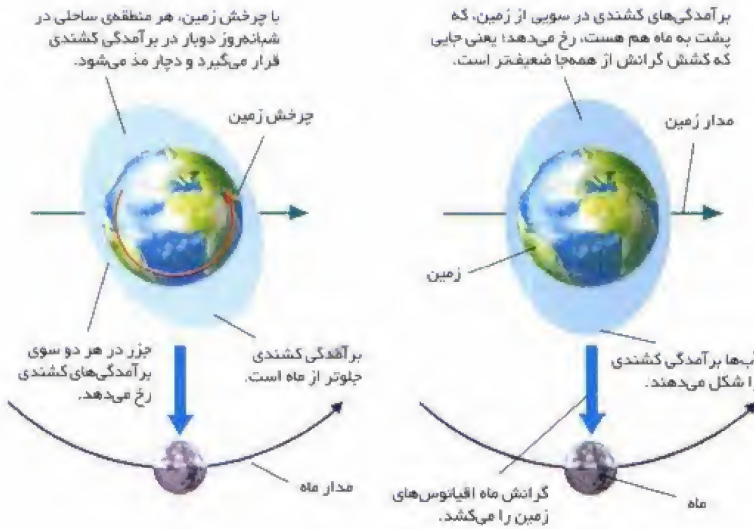 برآمدگی‌های کشندی در سویی از زمین، که
پشت به ماه هم هست، رخ می‌دهد؛ یعنی جایی
که کشش گرانش از همه‌جا ضعیف‌تر است.
مدار زمین
زمین
آب‌ها برآمدگی کشندی
را شکل می‌دهند.
گرانش ماه اقیانوس‌های
زمین را می‌کشد.
ماه
با چرخش زمین، هر منطقه‌ی ساحلی در
شبانه‌روز دوبار در برآمدگی کشندی
قرار می‌گیرد و دچار مد می‌شود.
چرخش زمین
جزر در هر دو سوی
برآمدگی‌های کشندی
رخ می‌دهد.
برآمدگی کشندی
جلوتر از ماه است.
مدار ماه